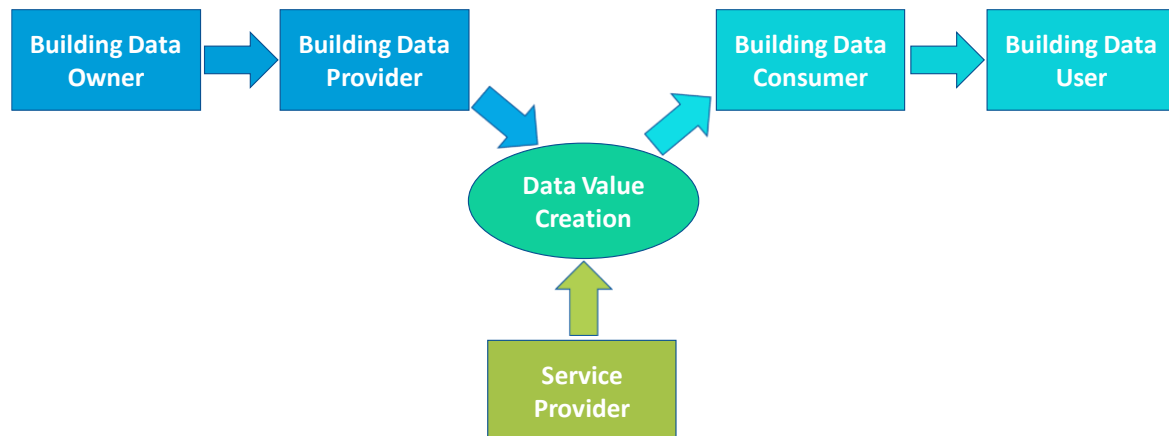 Building Data
Owner
Building Data
Provider
Building Data
Consumer
Building Data
User
Data Value
Creation
Service
Provider